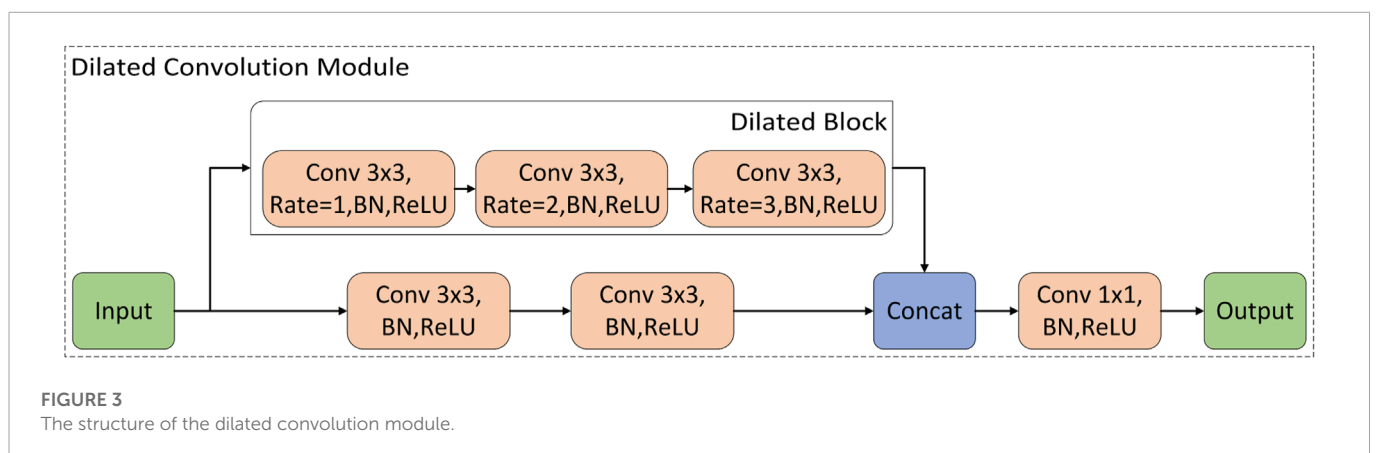 Dilated Convolution Module
Dilated Block
Conv 3x3,
Rate=1,BN,ReLU
Conv 3x3,
Rate=2,BN,ReLU
Conv 3x3,
Rate=3,BN,ReLU
Input
Conv 3x3,
BN,ReLU
Conv 3x3,
BN,ReLU
Concat
Conv 1x1,
BN,ReLU
Output
FIGURE 3
The structure of the dilated convolution module.